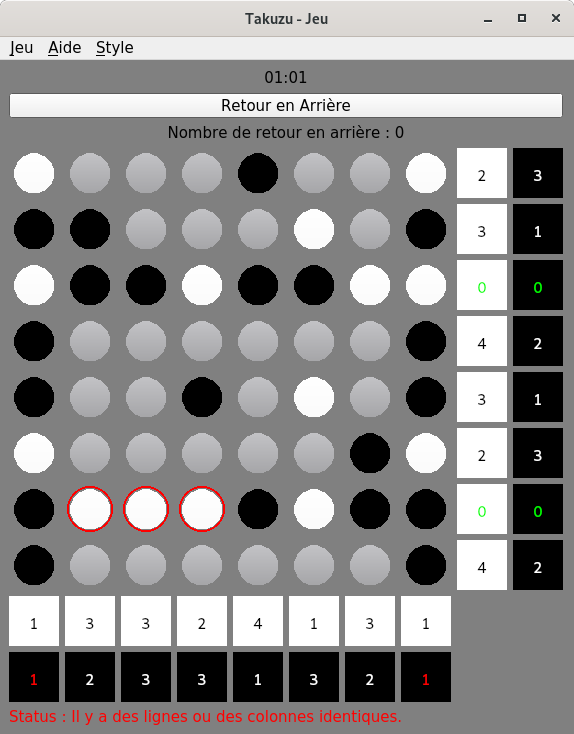 Takuzu - Jeu
Jeu Aide Style
01:01
Retour en Arrière
Nombre de retour en arrière : 0
2 3
3 1
0 0
4 2
3 1
2 3
0 0
4 2
1 3 3 2 4 1 3 1
1 2 3 3 1 3 2 1
Status : Il y a des lignes ou des colonnes identiques.